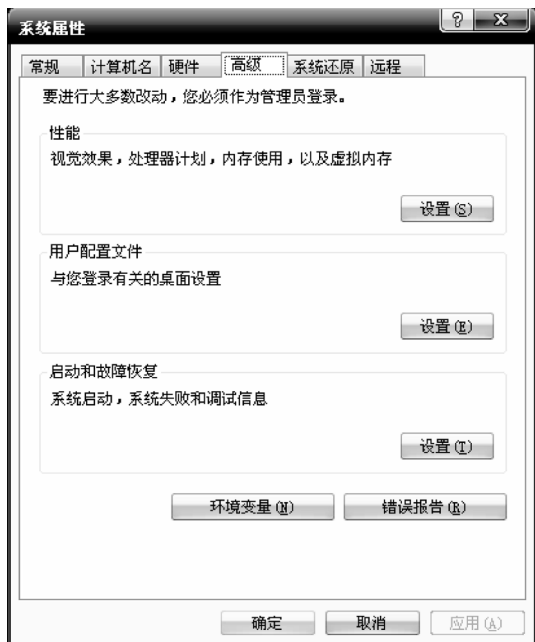 系统属性
常规 计算机名 硬件 高级 系统还原 远程
要进行大多数改动，您必须作为管理员登录。
性能
视觉效果，处理器计划，内存使用，以及虚拟内存
设置(S)
用户配置文件
与您登录有关的桌面设置
设置(E)
启动和故障恢复
系统启动，系统失败和调试信息
设置(T)
环境变量(N) 错误报告(R)
确定 取消 应用(A)